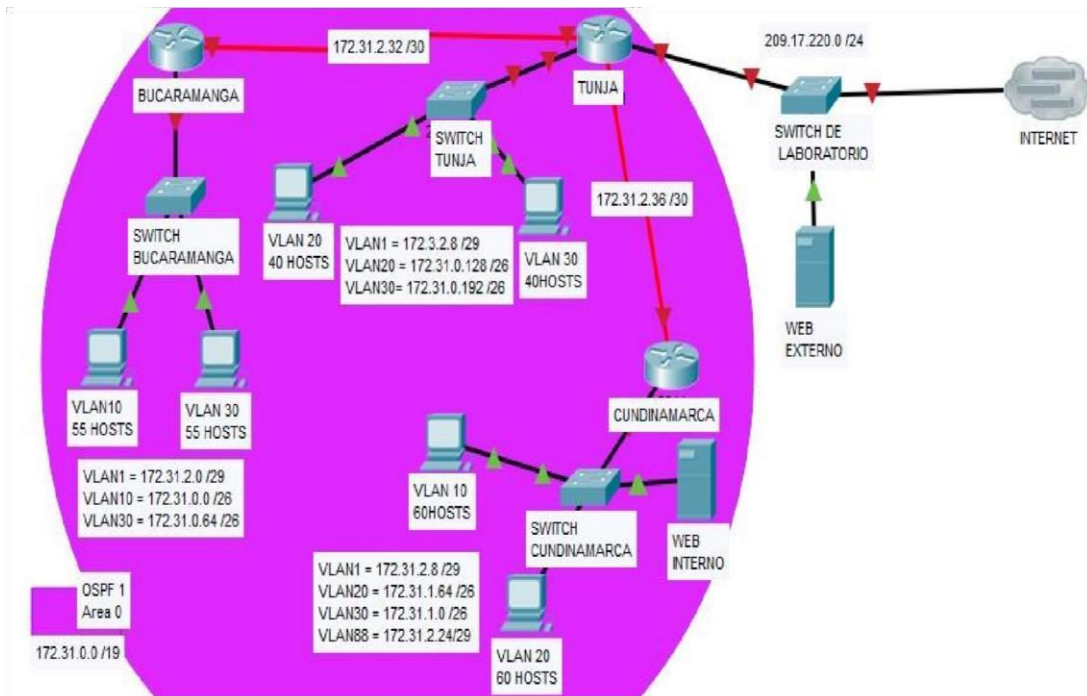 172.31.2.32 /30
209.17.220.0 /24
BUCARAMANGA
TUNJA
SWITCH
TUNJA
SWITCH DE
LABORATORIO
INTERNET
172.31.2.36 /30
SWITCH
BUCARAMANGA
VLAN 20
40 HOSTS
VLAN1 = 172.3.2.8 /29
VLAN20 = 172.31.0.128 /26
VLAN30= 172.31.0.192 /26
VLAN 30
40HOSTS
WEB
EXTERNO
VLAN10
55 HOSTS
VLAN 30
55 HOSTS
CUNDINAMARCA
VLAN1 = 172.31.2.0 /29
VLAN10 = 172.31.0.0 /26
VLAN30 = 172.31.0.64 /26
VLAN 10
60HOSTS
SWITCH
CUNDINAMARCA
WEB
INTERNO
VLAN1 = 172.31.2.8 /29
VLAN20 = 172.31.1.64 /26
VLAN30 = 172.31.1.0 /26
VLAN88 = 172.31.2.24/29
OSPF 1
Area 0
172.31.0.0 /19
VLAN 20
60 HOSTS